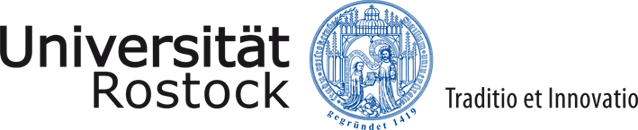 Universität
Rostock
gegründet 1419
Traditio et Innovatio